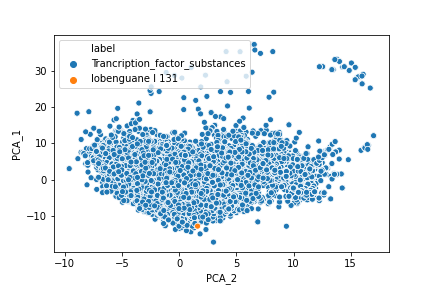 label
Trancription_factor_substances
Iobenguane I 131
PCA_1
30
20
10
0
−10
−10
−5
0
5
10
15
PCA_2